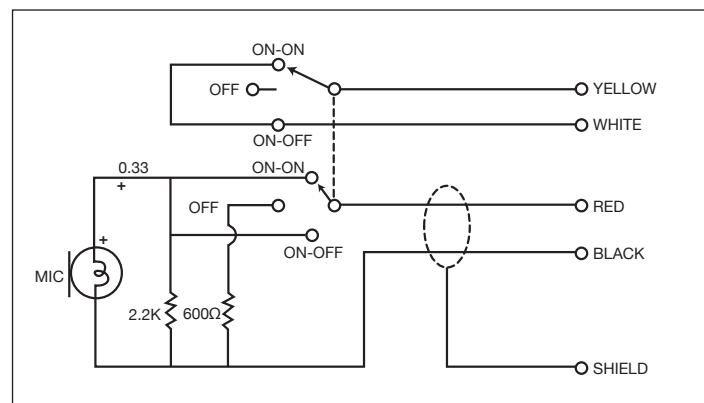 ON-ON
OFF
YELLOW
WHITE
ON-OFF
0.33
+
ON-ON
OFF
RED
ON-OFF
BLACK
+
MIC
2.2K
600Ω
SHIELD